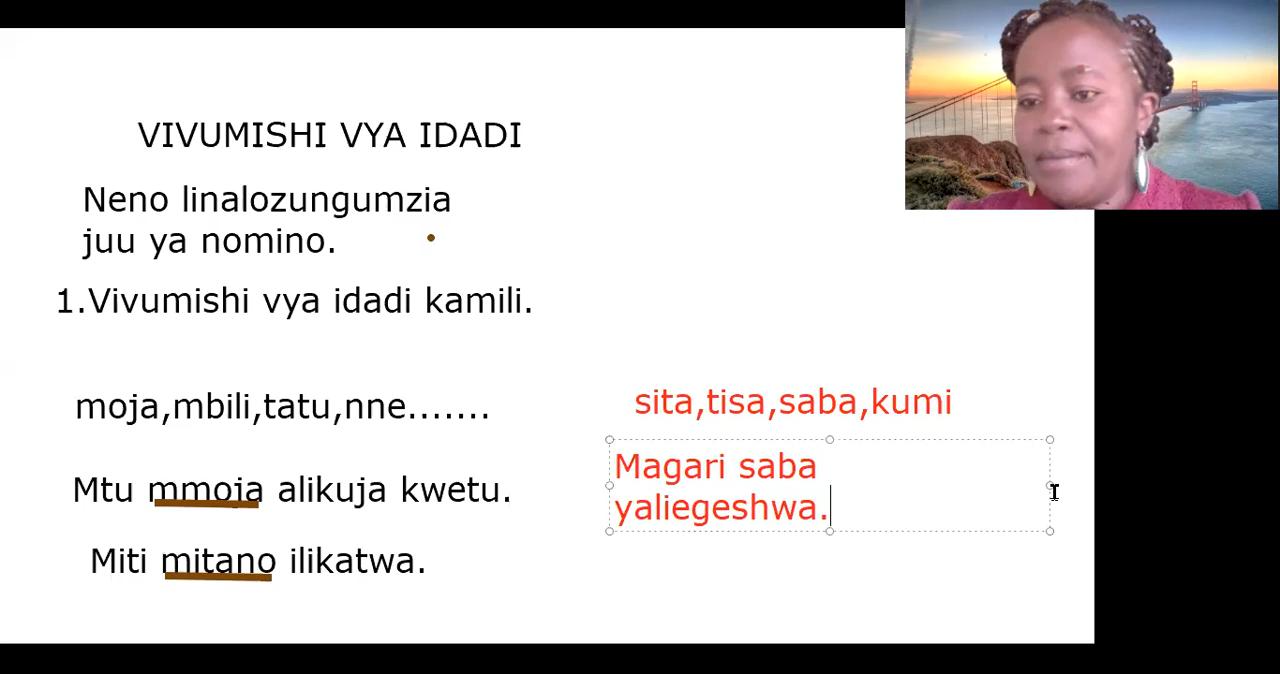 VIVUMISHI VYA IDADI
Neno linalozungumzia
juu ya nomino.
1.Vivumishi vya idadi kamili.
moja,mbili,tatu,nne.......
Mtu mmoja alikuja kwetu.
Miti mitano ilikatwa.
sita,tisa,saba,kumi
Magari saba
yaliegeshwa.